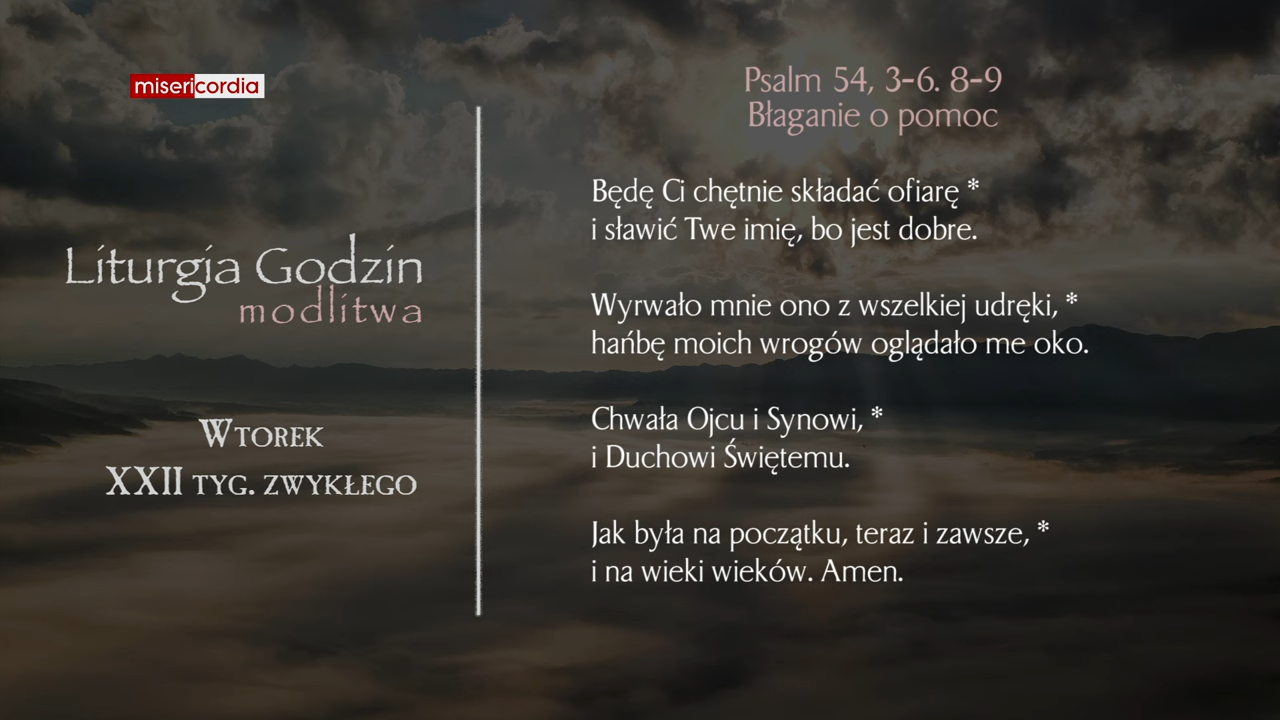 misericordia
Liturgia Godzin
modlitwa
Wtorek
XXII tyg. zwykłego
Psalm 54, 3-6. 8-9
Błaganie o pomoc
Będę Ci chętnie składać ofiarę *
i sławić Twe imię, bo jest dobre.
Wyrwało mnie ono z wszelkiej udręki, *
hańbę moich wrogów oglądało me oko.
Chwała Ojcu i Synowi, *
i Duchowi Świętemu.
Jak była na początku, teraz i zawsze, *
i na wieki wieków. Amen.